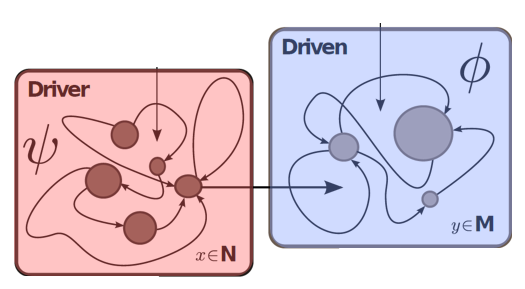 Driver
ψ
x∈N
Driven
ϕ
y∈M